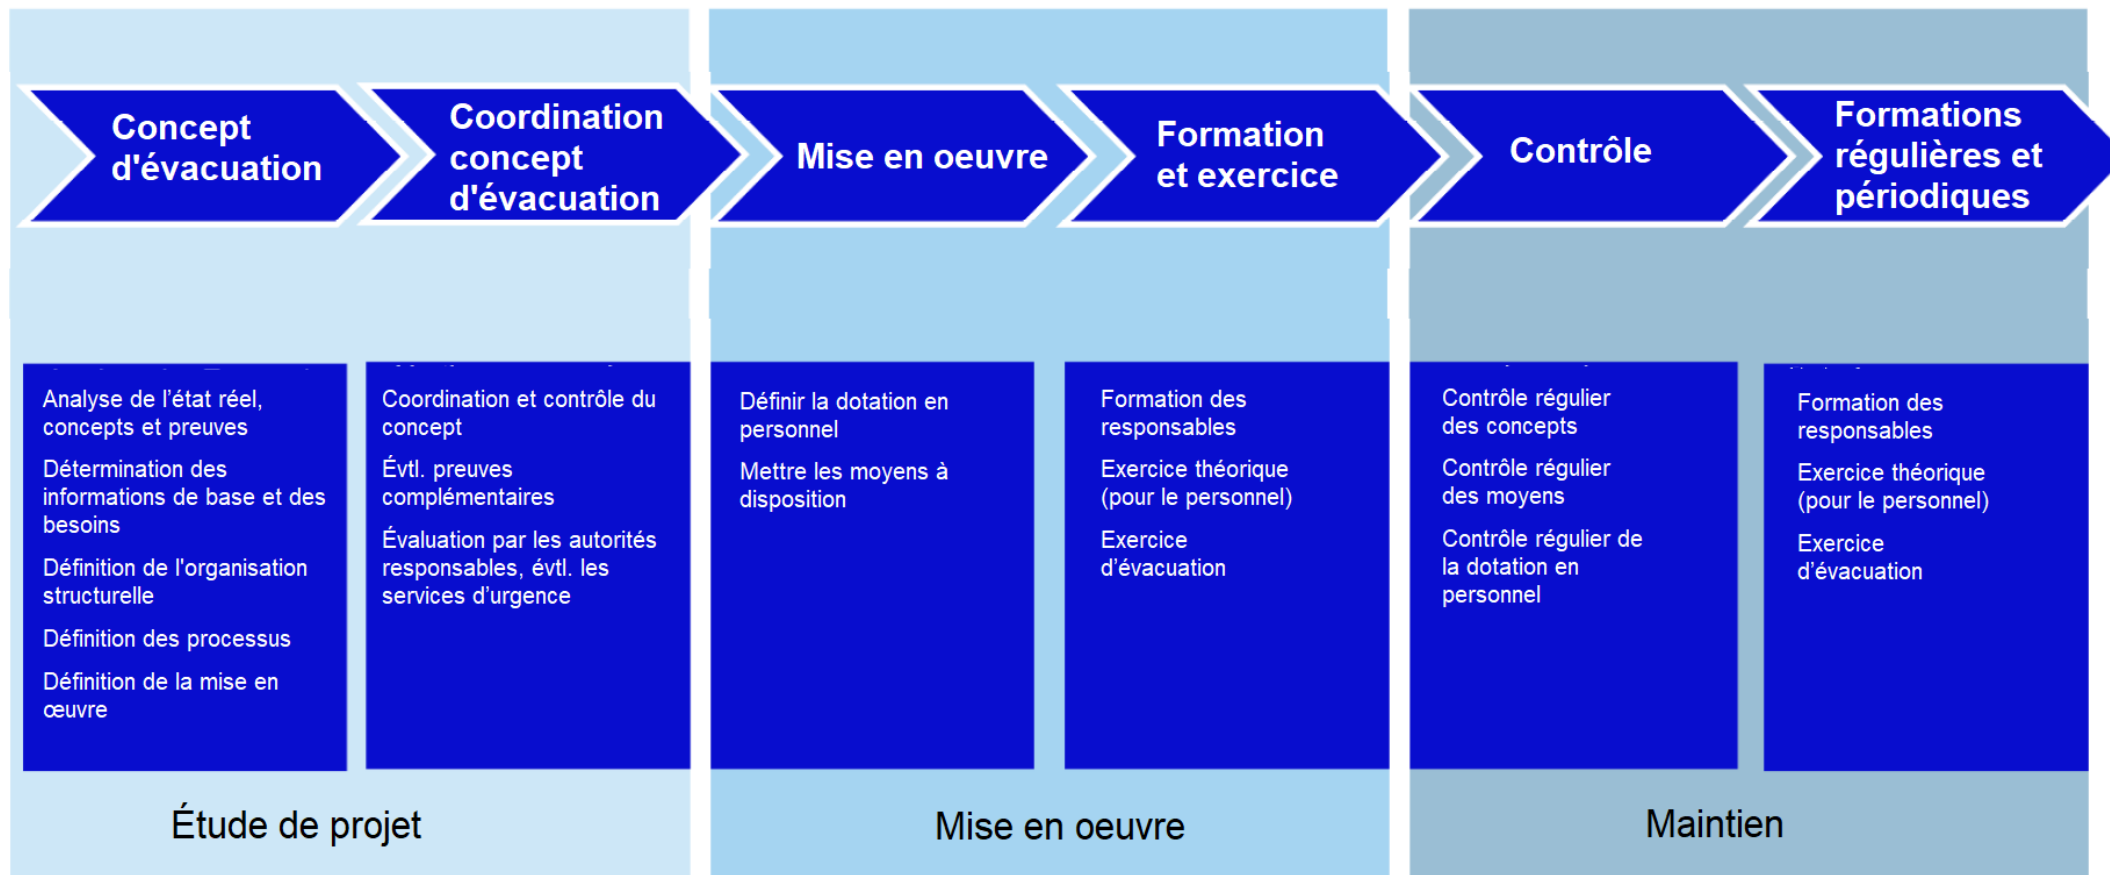 Concept
d'évacuation
Coordination
concept
d'évacuation
Mise en oeuvre
Formation
et exercice
Contrôle
Formations
régulières et
périodiques
Analyse de l’état réel,
concepts et preuves
Détermination des
informations de base et des
besoins
Définition de l'organisation
structurelle
Définition des processus
Définition de la mise en
œuvre
Coordination et contrôle du
concept
Évtl. preuves
complémentaires
Évaluation par les autorités
responsables, évtl. les
services d’urgence
Définir la dotation en
personnel
Mettre les moyens à
disposition
Formation des
responsables
Exercice théorique
(pour le personnel)
Exercice
d’évacuation
Contrôle régulier
des concepts
Contrôle régulier
des moyens
Contrôle régulier de
la dotation en
personnel
Formation des
responsables
Exercice théorique
(pour le personnel)
Exercice
d’évacuation
Étude de projet
Mise en oeuvre
Maintien